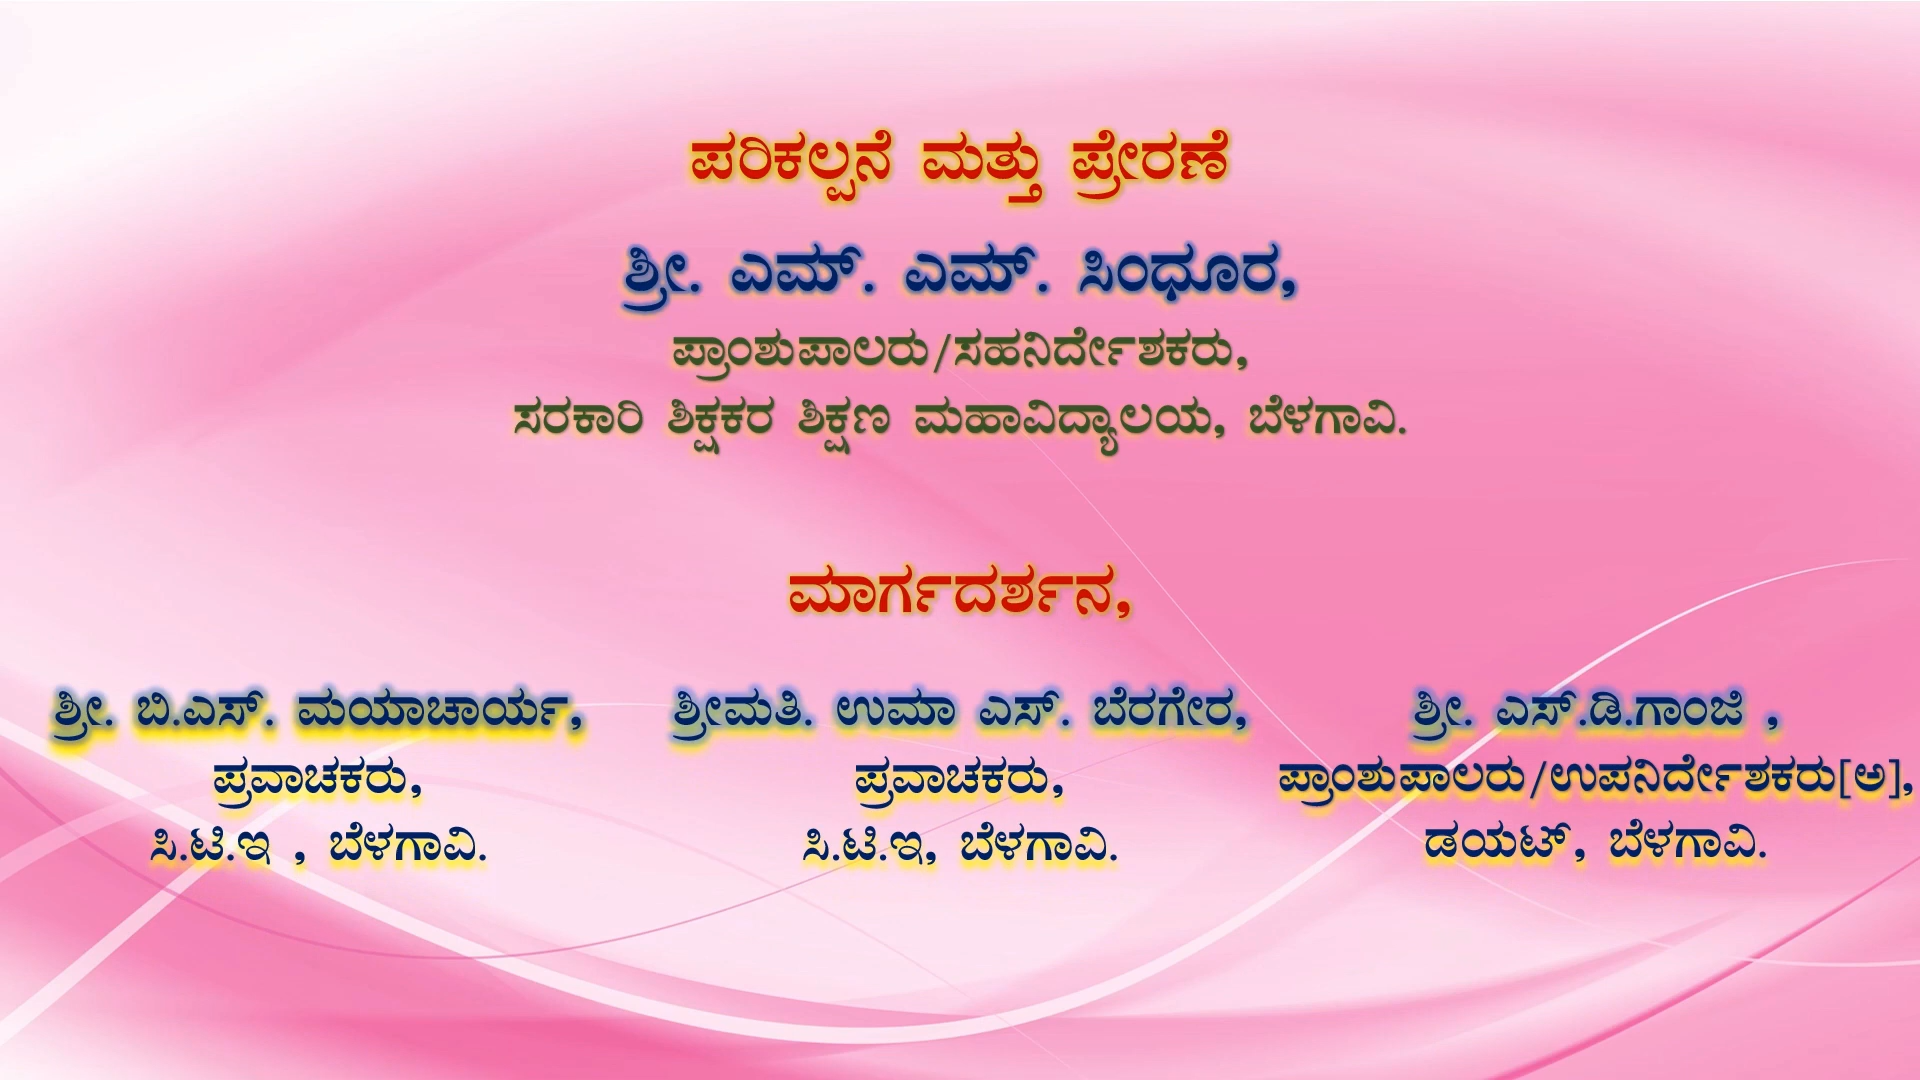 ಪರಿಕಲ್ಪನೆ ಮತ್ತು ಪ್ರೇರಣೆ
ಶ್ರೀ. ಎಮ್. ಎಮ್. ಸಿಂಧೂರ,
ಪ್ರಾಂಶುಪಾಲರು/ಸಹನಿರ್ದೇಶಕರು,
ಸರಕಾರಿ ಶಿಕ್ಷಕರ ಶಿಕ್ಷಣ ಮಹಾವಿದ್ಯಾಲಯ, ಬೆಳಗಾವಿ.
ಮಾರ್ಗದರ್ಶನ,
ಶ್ರೀ. ಬಿ.ಎಸ್. ಮಯಾಚಾರ್ಯ,
ಪ್ರವಾಚಕರು,
ಸಿ.ಟಿ.ಇ , ಬೆಳಗಾವಿ.
ಶ್ರೀಮತಿ. ಉಮಾ ಎಸ್. ಬೆರಗೇರ,
ಪ್ರವಾಚಕರು,
ಸಿ.ಟಿ.ಇ, ಬೆಳಗಾವಿ.
ಶ್ರೀ. ಎಸ್.ಡಿ.ಗಾಂಜಿ ,
ಪ್ರಾಂಶುಪಾಲರು/ಉಪನಿರ್ದೇಶಕರು[ಅ],
ಡಯಟ್, ಬೆಳಗಾವಿ.